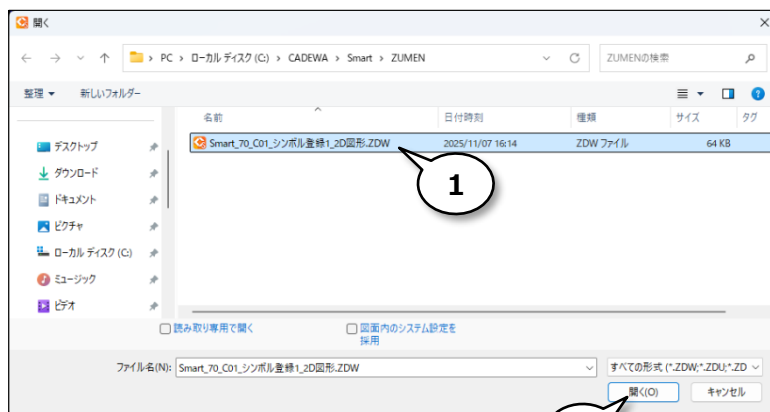 開く
PC › ローカル ディスク (C:) › CADEWA › Smart › ZUMEN
ZUMENの検索
整理 新しいフォルダー
名前 日付時刻 種類 サイズ タグ
Smart_70_C01_シンボル登録1_2D図形.ZDW 2025/11/07 16:14 ZDW ファイル 64 KB
1
デスクトップ
ダウンロード
ドキュメント
ピクチャ
ローカル ディスク (C:)
ミュージック
ビデオ
読み取り専用で開く 図面内のシステム設定を
採用
ファイル名(N): Smart_70_C01_シンボル登録1_2D図形.ZDW すべての形式 (*.ZDW;*.ZDU;*.ZD
開く(O) キャンセル